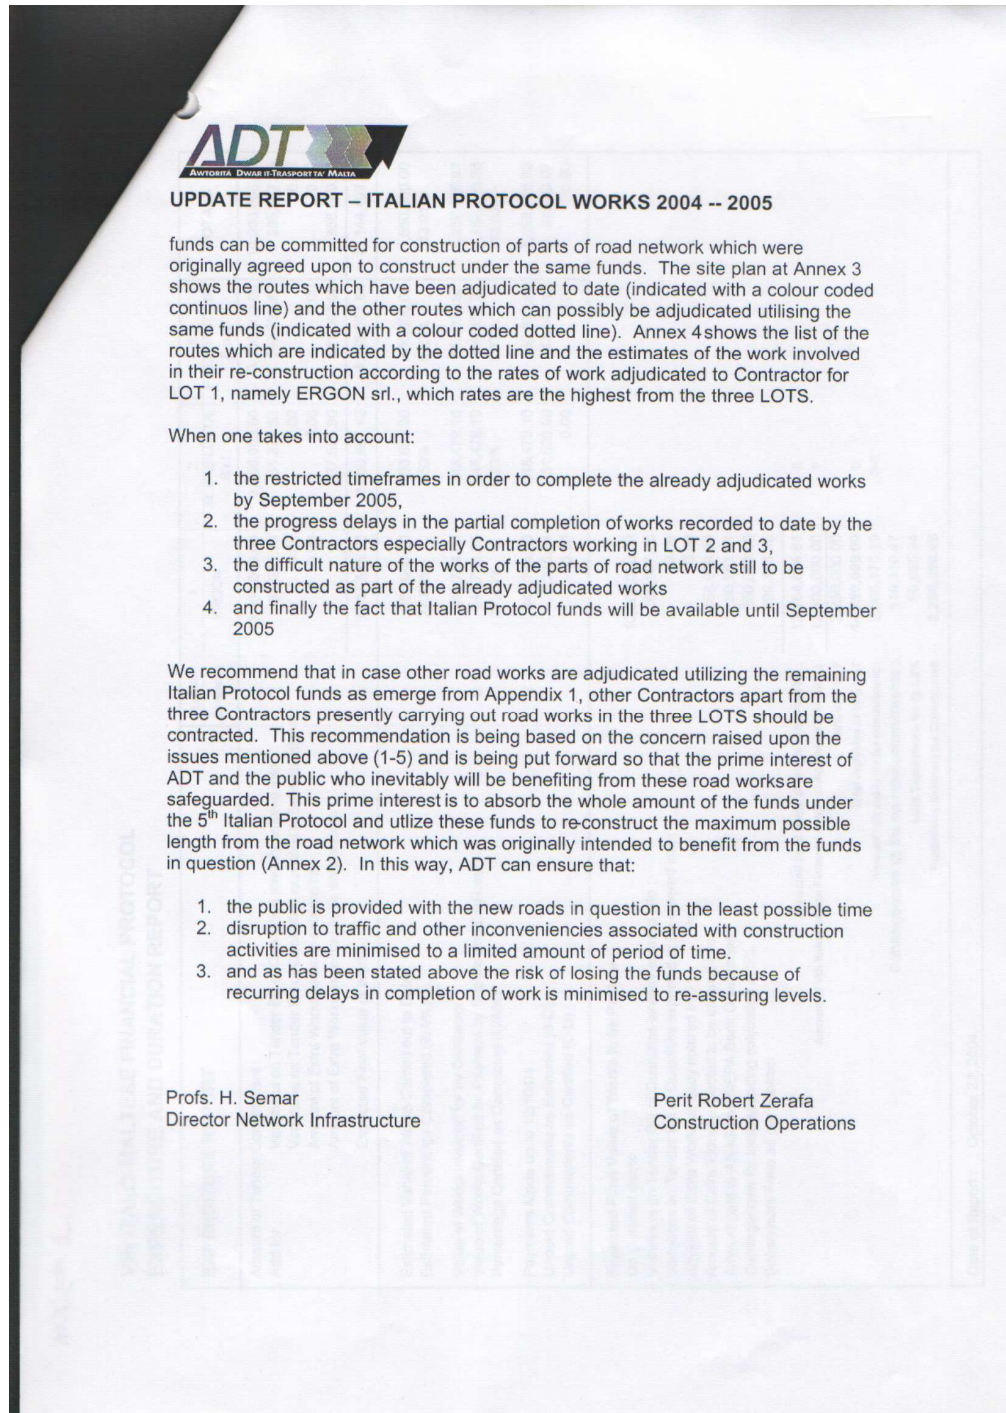 ADT
AWTORITÀ DWAR IT-TRASPORT TA' MALTA
UPDATE REPORT – ITALIAN PROTOCOL WORKS 2004 -- 2005
funds can be committed for construction of parts of road network which were
originally agreed upon to construct under the same funds. The site plan at Annex 3
shows the routes which have been adjudicated to date (indicated with a colour coded
continuos line) and the other routes which can possibly be adjudicated utilising the
same funds (indicated with a colour coded dotted line). Annex 4 shows the list of the
routes which are indicated by the dotted line and the estimates of the work involved
in their re-construction according to the rates of work adjudicated to Contractor for
LOT 1, namely ERGON srl., which rates are the highest from the three LOTS.
When one takes into account:
1. the restricted timeframes in order to complete the already adjudicated works
by September 2005,
2. the progress delays in the partial completion of works recorded to date by the
three Contractors especially Contractors working in LOT 2 and 3,
3. the difficult nature of the works of the parts of road network still to be
constructed as part of the already adjudicated works
4. and finally the fact that Italian Protocol funds will be available until September
2005
We recommend that in case other road works are adjudicated utilizing the remaining
Italian Protocol funds as emerge from Appendix 1, other Contractors apart from the
three Contractors presently carrying out road works in the three LOTS should be
contracted. This recommendation is being based on the concern raised upon the
issues mentioned above (1-5) and is being put forward so that the prime interest of
ADT and the public who inevitably will be benefiting from these road works are
safeguarded. This prime interest is to absorb the whole amount of the funds under
the 5th Italian Protocol and utlize these funds to re-construct the maximum possible
length from the road network which was originally intended to benefit from the funds
in question (Annex 2). In this way, ADT can ensure that:
1. the public is provided with the new roads in question in the least possible time
2. disruption to traffic and other inconveniencies associated with construction
activities are minimised to a limited amount of period of time.
3. and as has been stated above the risk of losing the funds because of
recurring delays in completion of work is minimised to re-assuring levels.
Profs. H. Semar
Director Network Infrastructure
Perit Robert Zerafa
Construction Operations